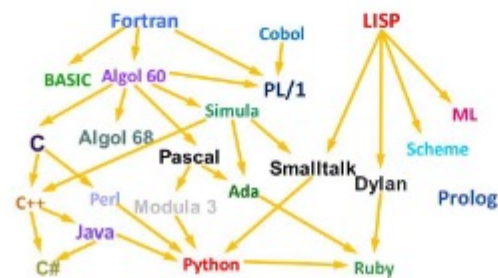 Fortran
Cobol
LISP
BASIC
Algol 60
PL/1
Simula
ML
C
Algol 68
Pascal
Smalltalk
Scheme
C++
Perl
Modula 3
Ada
Dylan
Prolog
Java
C#
Python
Ruby